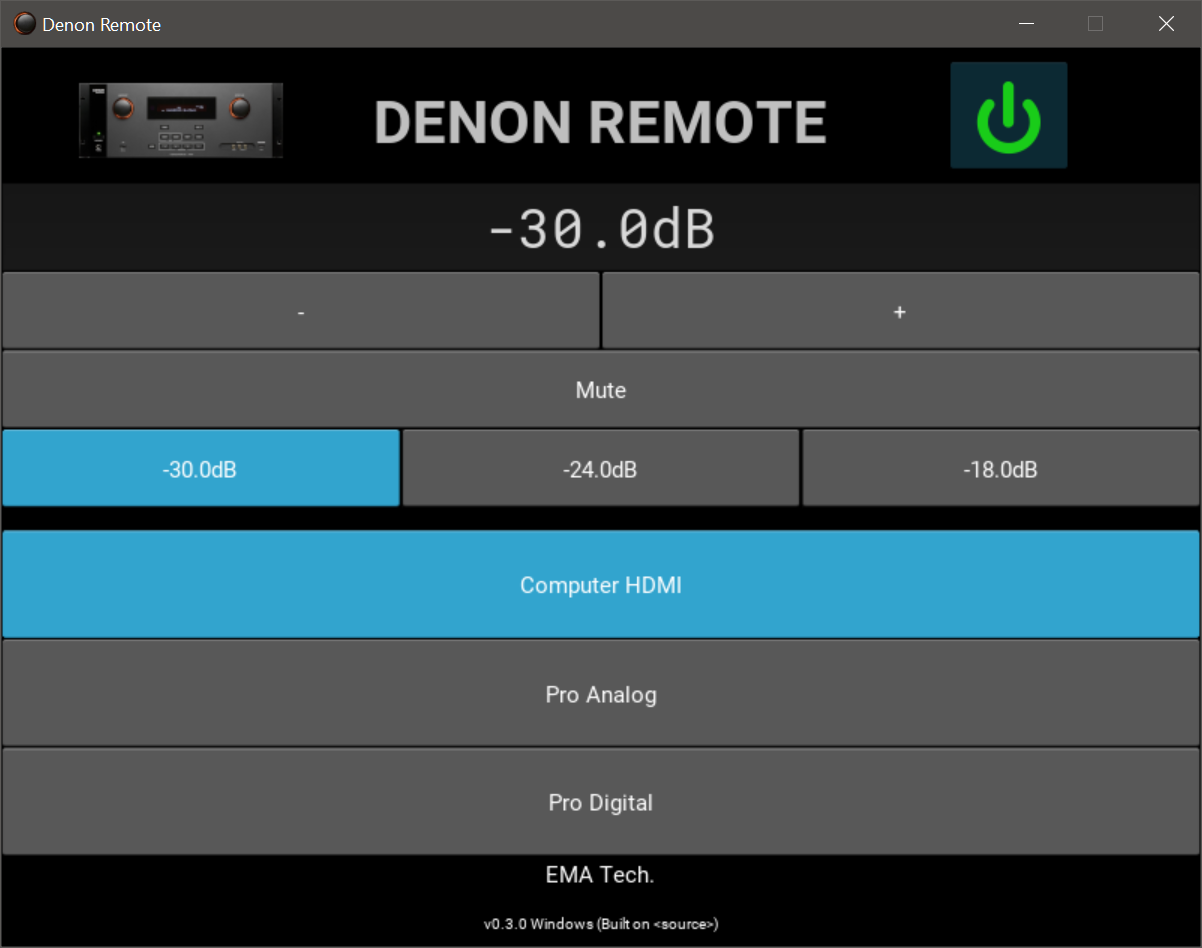 Denon Remote
DENON REMOTE
-30.0dB
- +
Mute
-30.0dB -24.0dB -18.0dB
Computer HDMI
Pro Analog
Pro Digital
EMA Tech.
v0.3.0 Windows (Built on <source>)